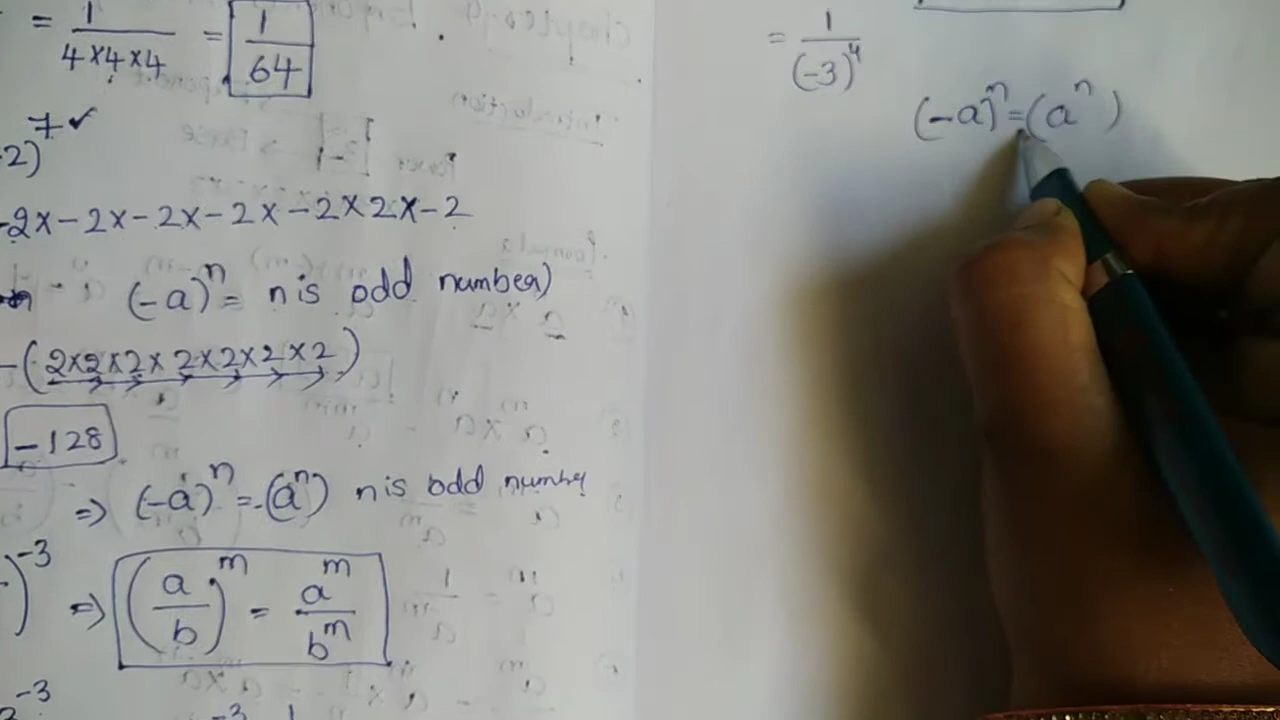 = 1/(4×4×4) = 1/64
-2)^7 ✓
-2×-2×-2×-2×-2×2×-2
(-a)^n = n is odd number)
-(2×2×2×2×2×2×2)
-128
⇒ (-a)^n = -(a^n) n is odd number
)^-3 ⇒ (a/b)^m = a^m/b^m
-3
= 1/(-3)^4
(-a)^n = (a^n)